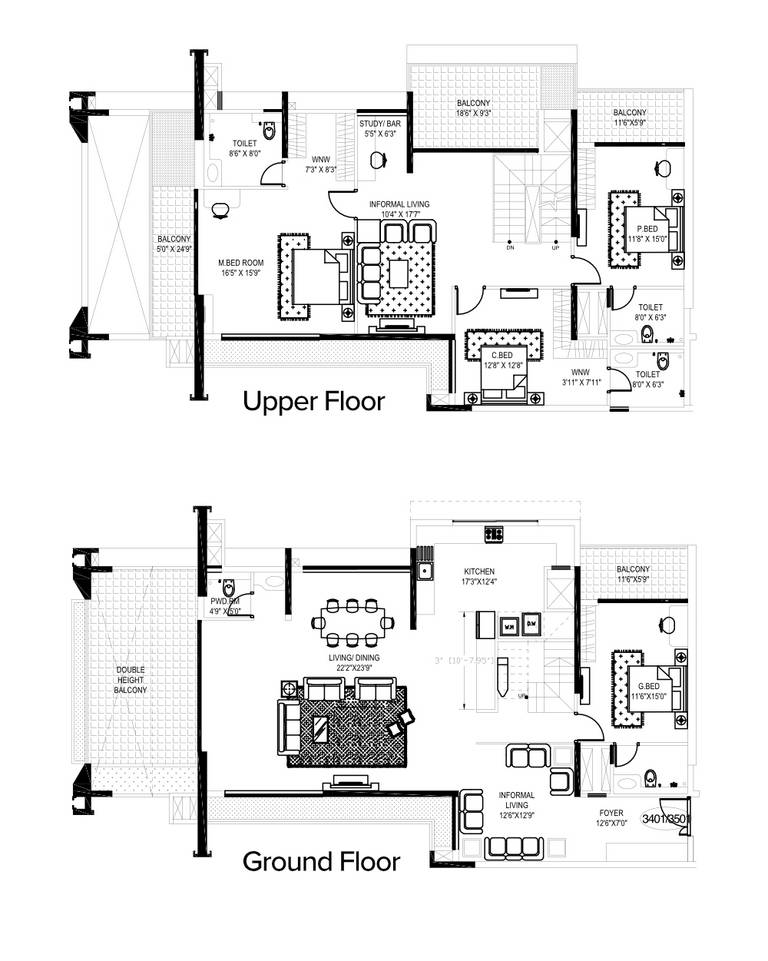 BALCONY
18'6" X 9'3"
BALCONY
11'6"X5'9"
STUDY/ BAR
5'5" X 6'3"
TOILET
8'6" X 8'0"
WNW
7'3" X 8'3"
INFORMAL LIVING
10'4" X 17'7"
P.BED
11'8" X 15'0"
BALCONY
5'0" X 24'9"
M.BED ROOM
16'5" X 15'9"
DN
UP
TOILET
8'0" X 6'3"
C.BED
12'8" X 12'8"
WNW
3'11" X 7'11"
TOILET
8'0" X 6'3"
Upper Floor
KITCHEN
17'3"X12'4"
BALCONY
11'6"X5'9"
PWD.RM
4'9" X 5'0"
W.M
D.W
LIVING/ DINING
22'2"X23'9"
3" [10'-7.95"]
DOUBLE
HEIGHT
BALCONY
G.BED
11'6"X15'0"
UP
INFORMAL
LIVING
12'6"X12'9"
FOYER
12'6"X7'0"
3401/3501
Ground Floor